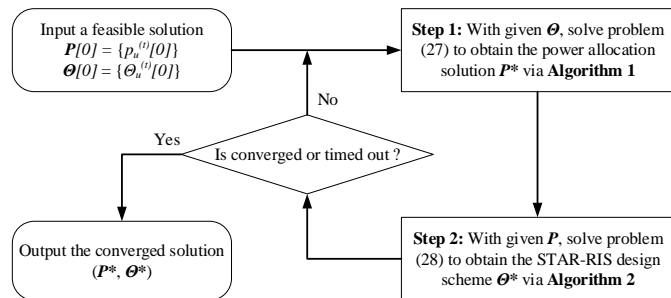 Input a feasible solution
P[0] = {p_u^(t)[0]}
Θ[0] = {Θ_u^(t)[0]}
Step 1: With given Θ, solve problem
(27) to obtain the power allocation
solution P* via Algorithm 1
No
Yes
Is converged or timed out ?
Output the converged solution
(P*, Θ*)
Step 2: With given P, solve problem
(28) to obtain the STAR-RIS design
scheme Θ* via Algorithm 2